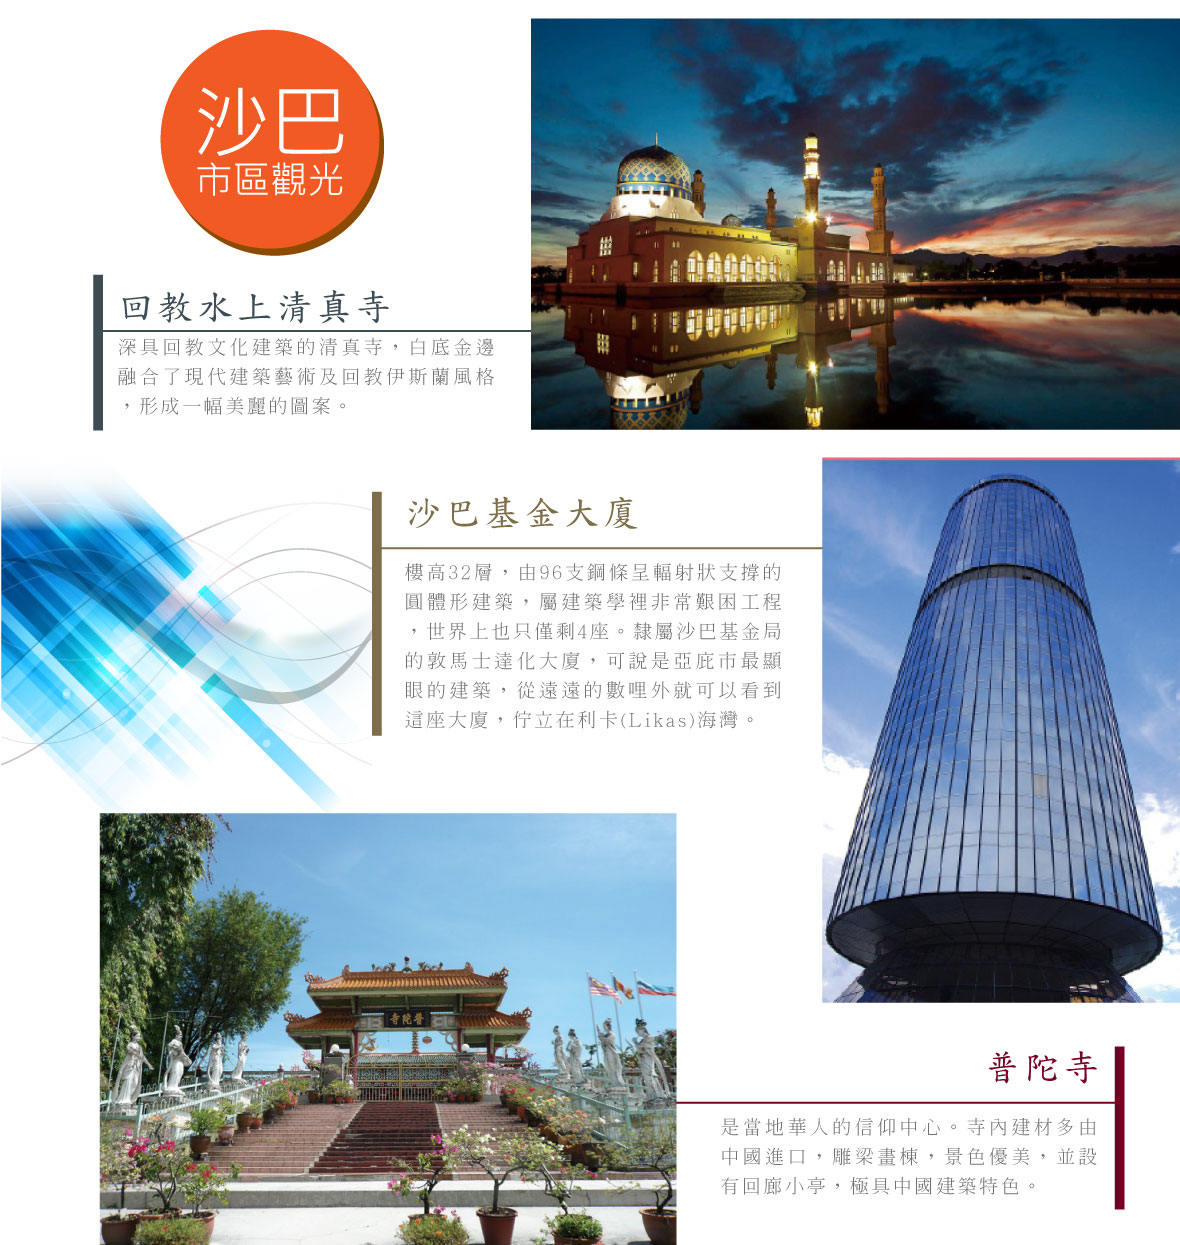 沙巴
市區觀光
回教水上清真寺
深具回教文化建築的清真寺，白底金邊
融合了現代建築藝術及回教伊斯蘭風格
，形成一幅美麗的圖案。
沙巴基金大廈
樓高32層，由96支鋼條呈輻射狀支撐的
圓體形建築，屬建築學裡非常艱困工程
，世界上也只僅剩4座。隸屬沙巴基金局
的敦馬士達化大廈，可說是亞庇市最顯
眼的建築，從遠遠的數哩外就可以看到
這座大廈，佇立在利卡(Likas)海灣。
寺陀普
普陀寺
是當地華人的信仰中心。寺內建材多由
中國進口，雕梁畫棟，景色優美，並設
有回廊小亭，極具中國建築特色。